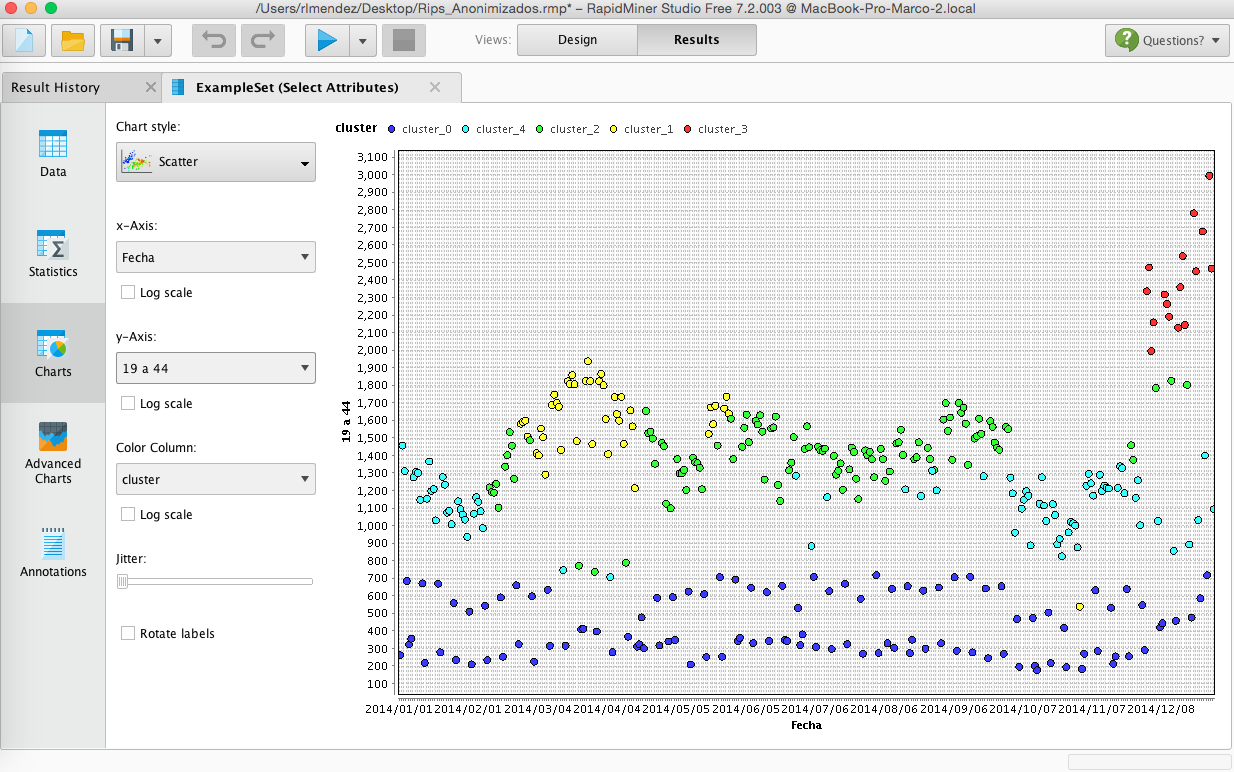 /Users/rlmendez/Desktop/Rips_Anonimizados.rmp* – RapidMiner Studio Free 7.2.003 @ MacBook-Pro-Marco-2.local
Views: Design Results
Questions?
Result History
ExampleSet (Select Attributes)
Data
Statistics
Charts
Advanced
Charts
Annotations
Chart style:
Scatter
x-Axis:
Fecha
Log scale
y-Axis:
19 a 44
Log scale
Color Column:
cluster
Log scale
Jitter:
Rotate labels
cluster cluster_0 cluster_4 cluster_2 cluster_1 cluster_3
3,100
3,000
2,900
2,800
2,700
2,600
2,500
2,400
2,300
2,200
2,100
2,000
1,900
1,800
1,700
1,600
1,500
1,400
1,300
1,200
1,100
1,000
900
800
700
600
500
400
300
200
100
19 a 44
2014/01/01 2014/02/01 2014/03/04 2014/04/04 2014/05/05 2014/06/05 2014/07/06 2014/08/06 2014/09/06 2014/10/07 2014/11/07 2014/12/08
Fecha